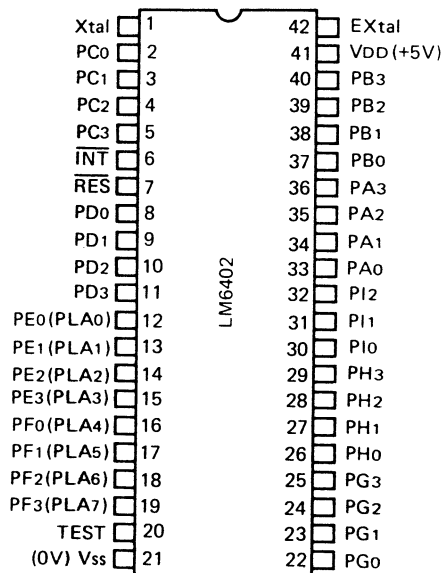 Xtal 1 42 EXtal
PC0 2 41 VDD (+5V)
PC1 3 40 PB3
PC2 4 39 PB2
PC3 5 38 PB1
INT 6 37 PB0
RES 7 36 PA3
PD0 8 35 PA2
PD1 9 34 PA1
PD2 10 33 PA0
PD3 11 32 PI2
PE0 (PLA0) 12 31 PI1
PE1 (PLA1) 13 30 PI0
PE2 (PLA2) 14 29 PH3
PE3 (PLA3) 15 28 PH2
PF0 (PLA4) 16 27 PH1
PF1 (PLA5) 17 26 PH0
PF2 (PLA6) 18 25 PG3
PF3 (PLA7) 19 24 PG2
TEST 20 23 PG1
(0V) Vss 21 22 PG0
LM6402